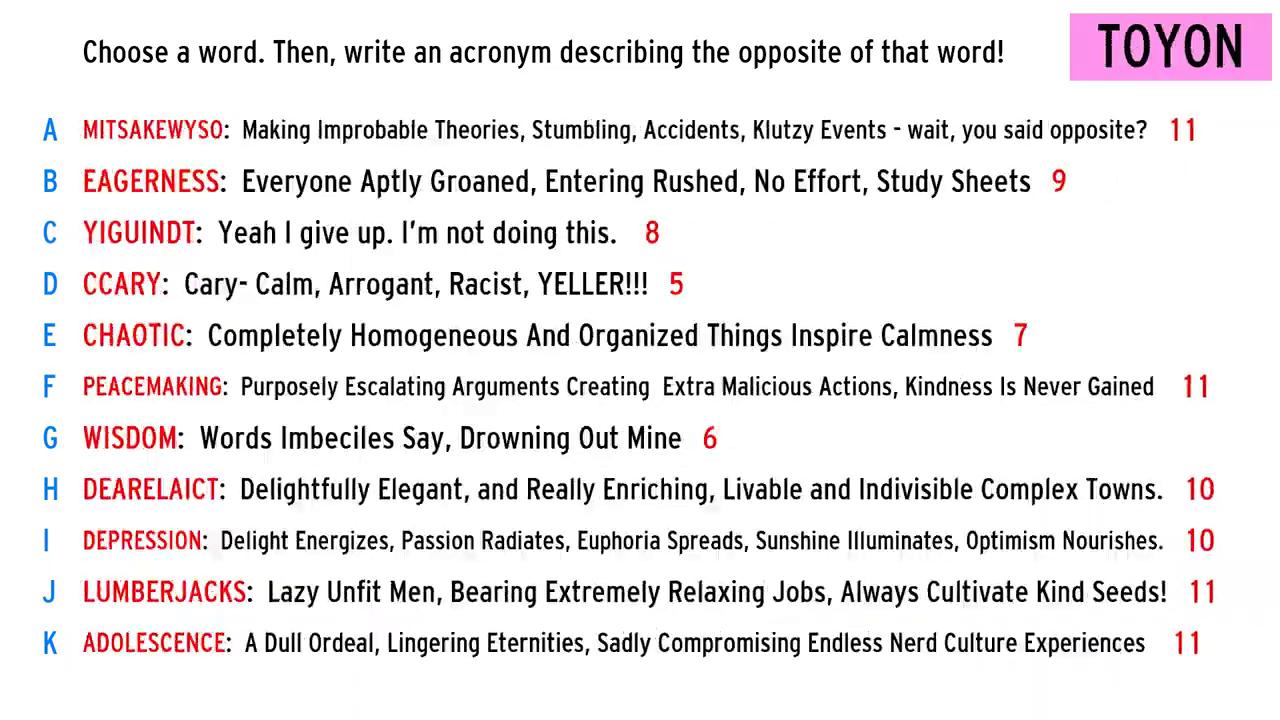 Choose a word. Then, write an acronym describing the opposite of that word!
TOYON
A MITSAKEWYSO: Making Improbable Theories, Stumbling, Accidents, Klutzy Events - wait, you said opposite? 11
B EAGERNESS: Everyone Aptly Groaned, Entering Rushed, No Effort, Study Sheets 9
C YIGUINDT: Yeah I give up. I'm not doing this. 8
D CCARY: Cary- Calm, Arrogant, Racist, YELLER!!! 5
E CHAOTIC: Completely Homogeneous And Organized Things Inspire Calmness 7
F PEACEMAKING: Purposely Escalating Arguments Creating Extra Malicious Actions, Kindness Is Never Gained 11
G WISDOM: Words Imbeciles Say, Drowning Out Mine 6
H DEARELAICT: Delightfully Elegant, and Really Enriching, Livable and Indivisible Complex Towns. 10
I DEPRESSION: Delight Energizes, Passion Radiates, Euphoria Spreads, Sunshine Illuminates, Optimism Nourishes. 10
J LUMBERJACKS: Lazy Unfit Men, Bearing Extremely Relaxing Jobs, Always Cultivate Kind Seeds! 11
K ADOLESCENCE: A Dull Ordeal, Lingering Eternities, Sadly Compromising Endless Nerd Culture Experiences 11